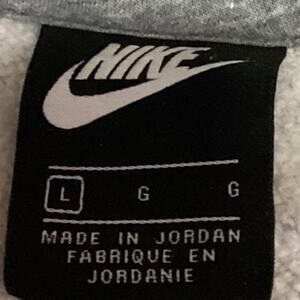 NIKE
L G G
MADE IN JORDAN
FABRIQUE EN
JORDANIE